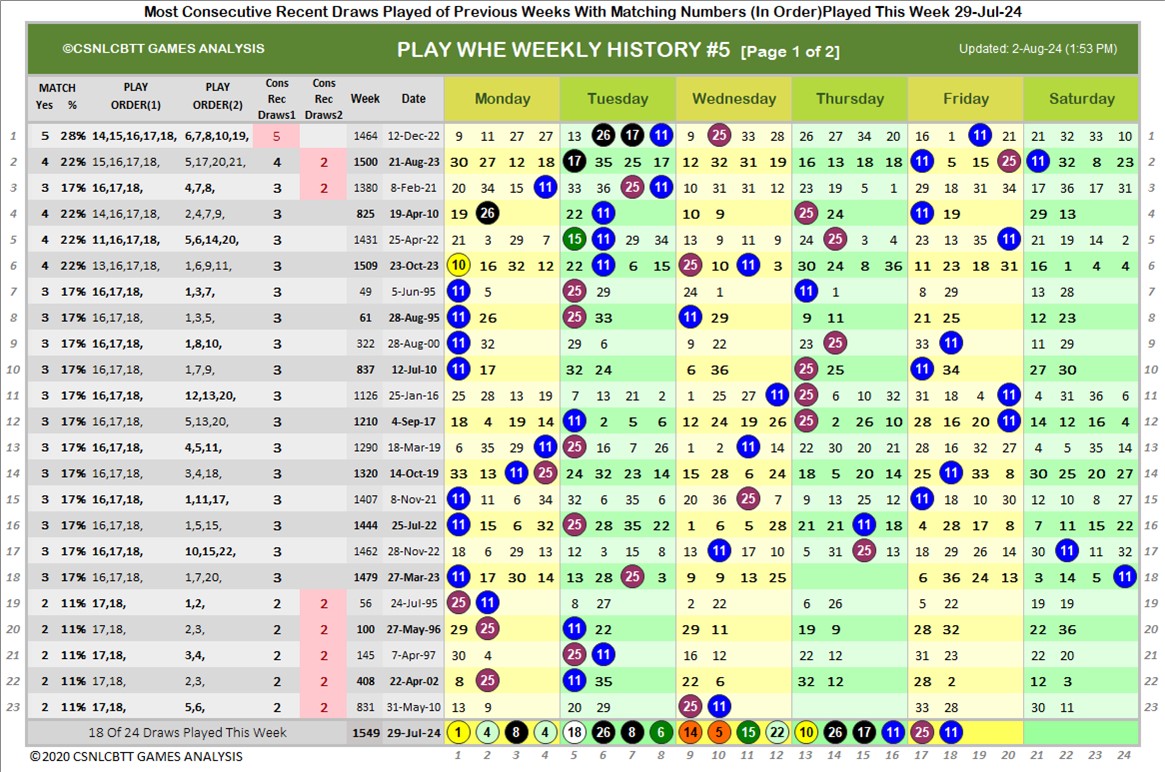 Most Consecutive Recent Draws Played of Previous Weeks With Matching Numbers (In Order)Played This Week 29-Jul-24
©CSNLCBTT GAMES ANALYSIS PLAY WHE WEEKLY HISTORY #5 [Page 1 of 2] Updated: 2-Aug-24 (1:53 PM)
MATCH Yes % PLAY ORDER(1) PLAY ORDER(2) Cons Rec Draws1 Cons Rec Draws2 Week Date Monday Tuesday Wednesday Thursday Friday Saturday
1 5 28% 14,15,16,17,18, 6,7,8,10,19, 5 1464 12-Dec-22 9 11 27 27 13 26 17 11 9 25 33 28 26 27 34 20 16 1 11 21 21 32 33 10 1
2 4 22% 15,16,17,18, 5,17,20,21, 4 2 1500 21-Aug-23 30 27 12 18 17 35 25 17 12 32 31 19 16 13 18 18 11 5 15 25 11 32 8 23 2
3 3 17% 16,17,18, 4,7,8, 3 2 1380 8-Feb-21 20 34 15 11 33 36 25 11 10 31 31 12 23 19 5 1 29 18 31 34 17 36 17 31 3
4 4 22% 14,16,17,18, 2,4,7,9, 3 825 19-Apr-10 19 26 22 11 10 9 25 24 11 19 29 13 4
5 4 22% 11,16,17,18, 5,6,14,20, 3 1431 25-Apr-22 21 3 29 7 15 11 29 34 13 9 11 9 24 25 3 4 23 13 35 11 21 19 14 2 5
6 4 22% 13,16,17,18, 1,6,9,11, 3 1509 23-Oct-23 10 16 32 12 22 11 6 15 25 10 11 3 30 24 8 36 11 23 18 31 16 1 4 4 6
7 3 17% 16,17,18, 1,3,7, 3 49 5-Jun-95 11 5 25 29 24 1 11 1 8 29 13 28 7
8 3 17% 16,17,18, 1,3,5, 3 61 28-Aug-95 11 26 25 33 11 29 9 11 21 25 12 23 8
9 3 17% 16,17,18, 1,8,10, 3 322 28-Aug-00 11 32 29 6 9 22 23 25 33 11 11 29 9
10 3 17% 16,17,18, 1,7,9, 3 837 12-Jul-10 11 17 32 24 6 36 25 25 11 34 27 30 10
11 3 17% 16,17,18, 12,13,20, 3 1126 25-Jan-16 25 28 13 19 7 13 21 2 1 25 27 11 25 6 10 32 31 18 4 11 4 31 36 6 11
12 3 17% 16,17,18, 5,13,20, 3 1210 4-Sep-17 18 4 19 14 11 2 5 6 12 24 19 26 25 2 26 10 28 16 20 11 14 12 16 4 12
13 3 17% 16,17,18, 4,5,11, 3 1290 18-Mar-19 6 35 29 11 25 16 7 26 1 2 11 14 22 30 20 21 28 16 32 27 4 5 35 14 13
14 3 17% 16,17,18, 3,4,18, 3 1320 14-Oct-19 33 13 11 25 24 32 23 14 15 28 6 24 18 5 20 14 25 11 33 8 30 25 20 27 14
15 3 17% 16,17,18, 1,11,17, 3 1407 8-Nov-21 11 11 6 34 32 6 35 6 20 36 25 7 9 13 25 12 11 18 10 30 12 10 8 27 15
16 3 17% 16,17,18, 1,5,15, 3 1444 25-Jul-22 11 15 6 32 25 28 35 22 1 6 5 28 21 21 11 18 4 28 17 8 7 11 15 22 16
17 3 17% 16,17,18, 10,15,22, 3 1462 28-Nov-22 18 6 29 13 12 3 15 8 13 11 17 10 5 31 25 13 18 29 26 14 30 11 11 32 17
18 3 17% 16,17,18, 1,7,20, 3 1479 27-Mar-23 11 17 30 14 13 28 25 3 9 9 13 25 6 36 24 13 3 14 5 11 18
19 2 11% 17,18, 1,2, 2 2 56 24-Jul-95 25 11 8 27 2 22 6 26 5 22 19 19 19
20 2 11% 17,18, 2,3, 2 2 100 27-May-96 29 25 11 22 29 11 19 9 28 32 22 36 20
21 2 11% 17,18, 3,4, 2 2 145 7-Apr-97 30 4 25 11 16 12 22 12 31 23 22 20 21
22 2 11% 17,18, 2,3, 2 2 408 22-Apr-02 8 25 11 35 22 6 32 12 28 2 12 3 22
23 2 11% 17,18, 5,6, 2 2 831 31-May-10 13 9 20 29 25 11 33 28 30 11 23
18 Of 24 Draws Played This Week 1549 29-Jul-24 1 4 8 4 18 26 8 6 14 5 15 22 10 26 17 11 25 11
©2020 CSNLCBTT GAMES ANALYSIS 1 2 3 4 5 6 7 8 9 10 11 12 13 14 15 16 17 18 19 20 21 22 23 24